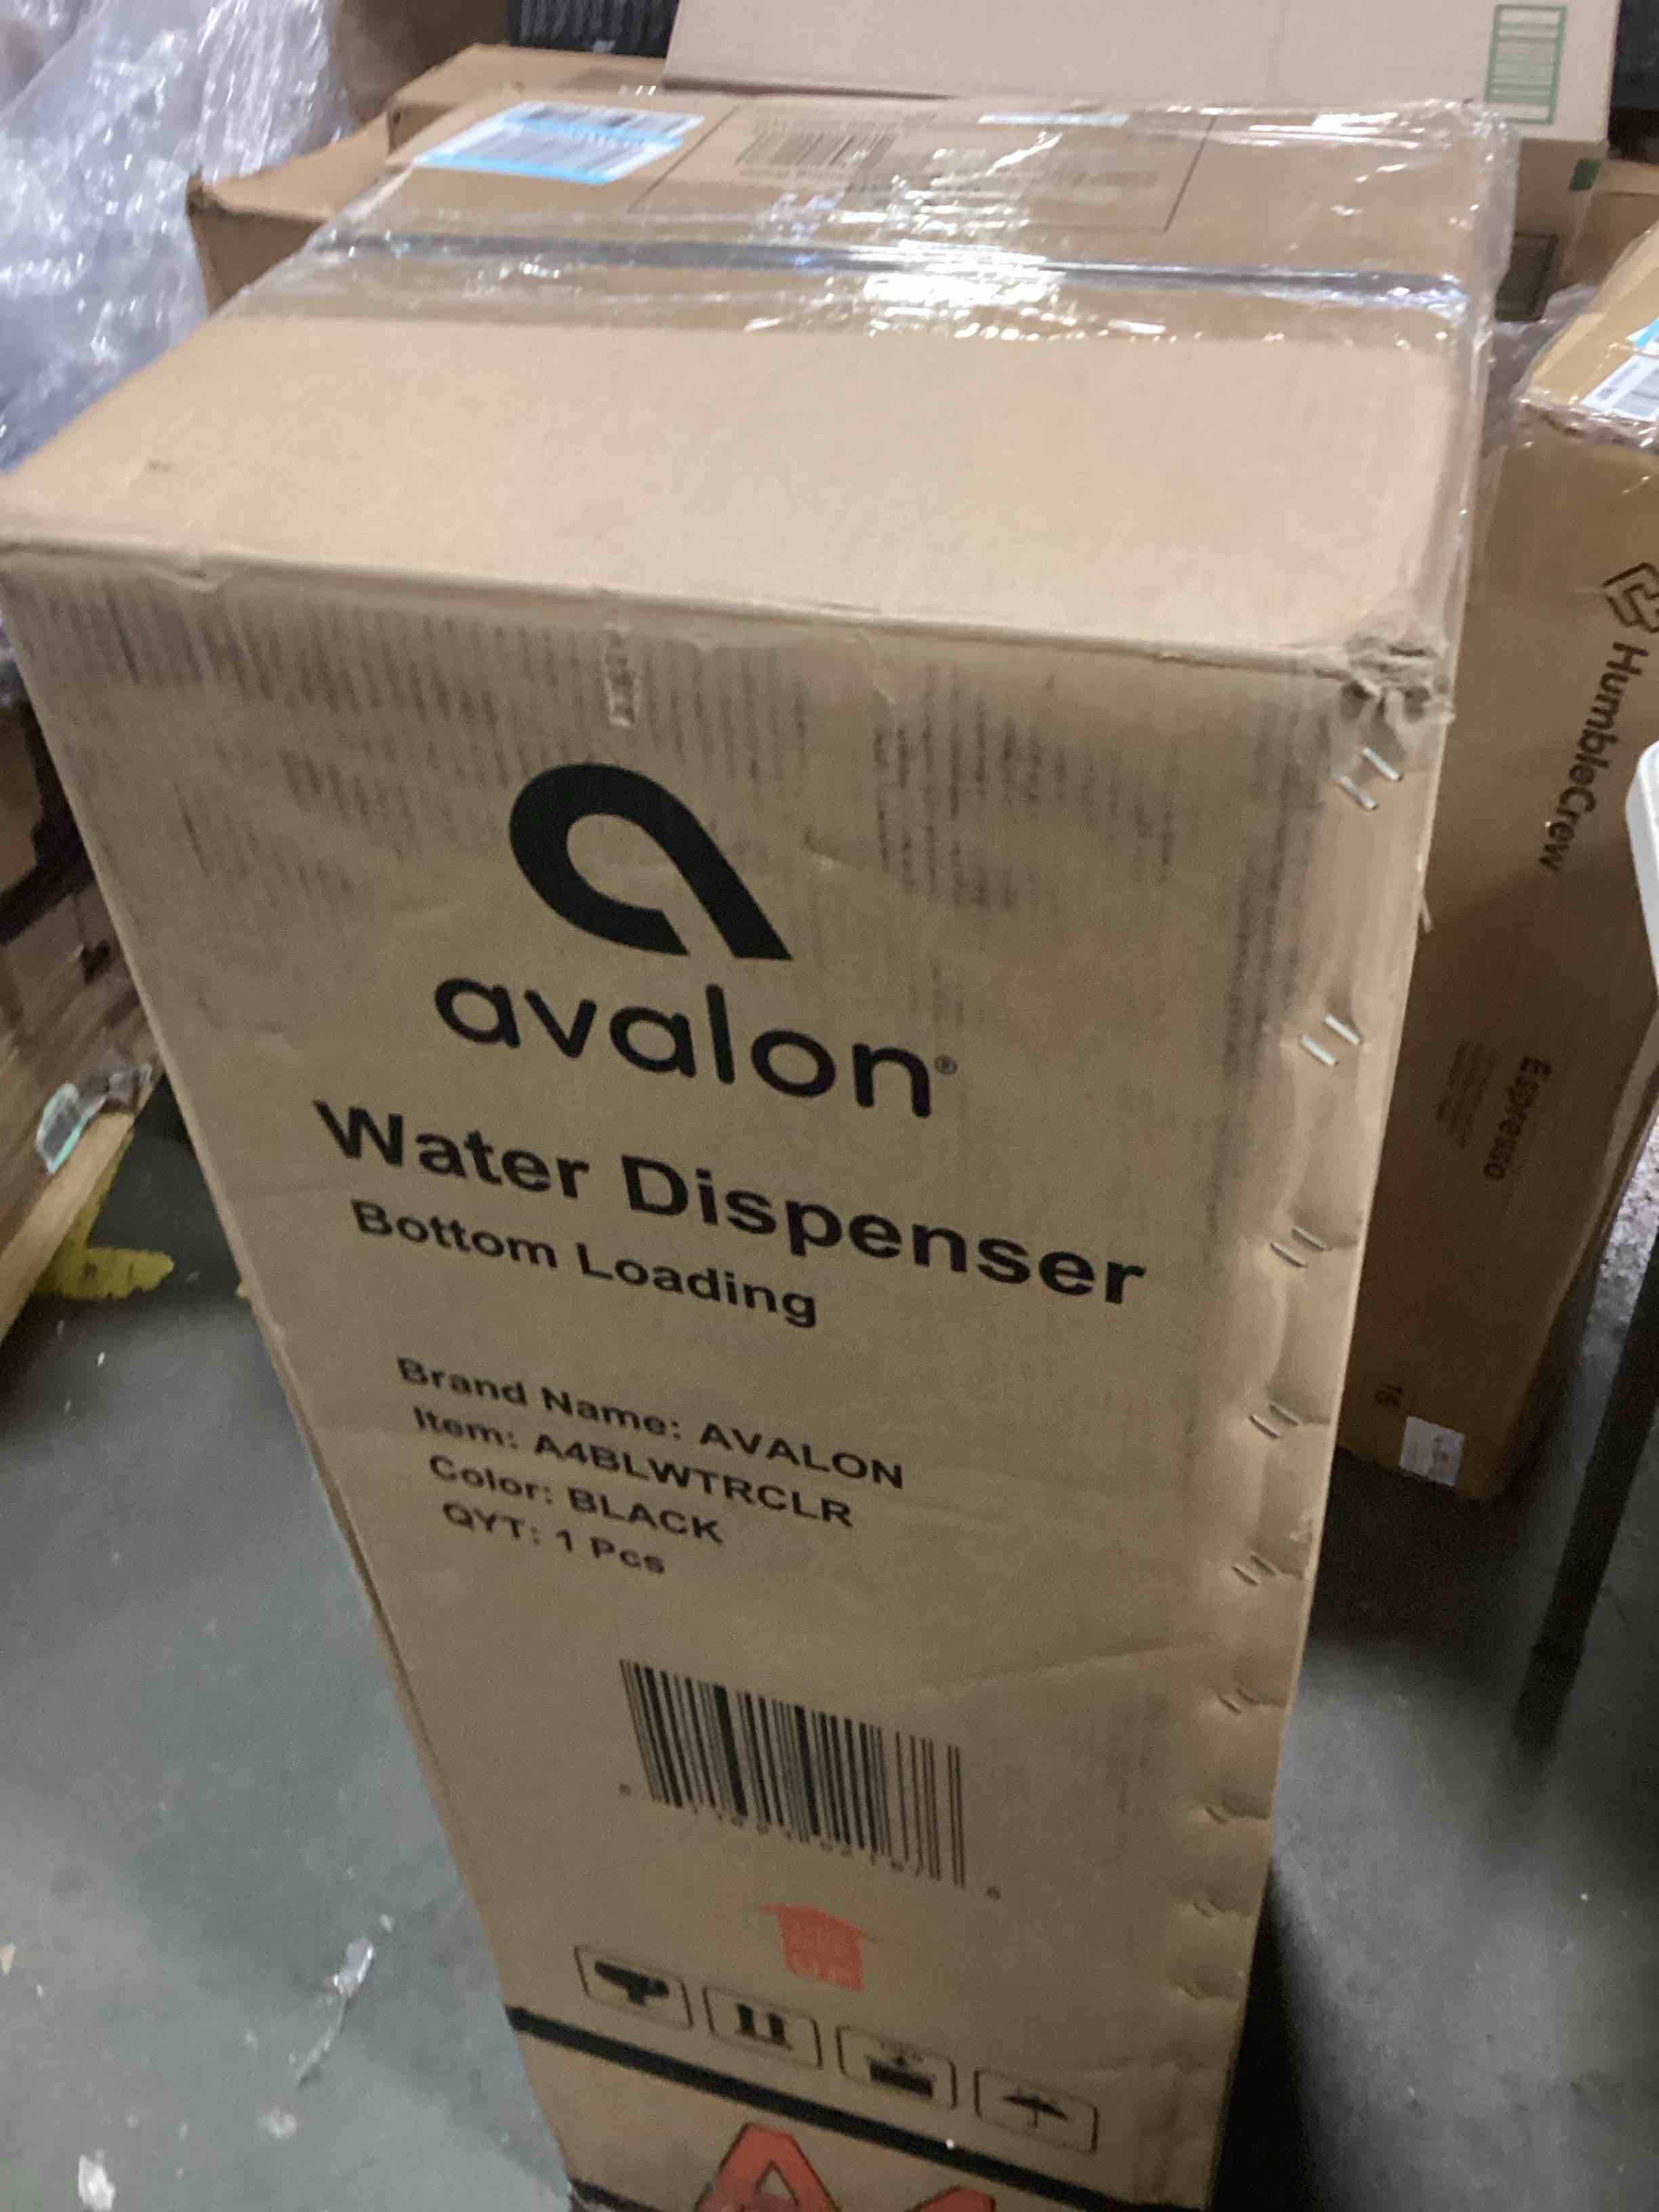 avalon®
Water Dispenser
Bottom Loading
Brand Name: AVALON
Item: A4BLWTRCLR
Color: BLACK
QYT: 1 Pcs
HumbleCrew
Espresso